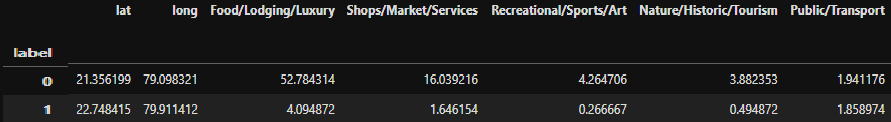 lat long Food/Lodging/Luxury Shops/Market/Services Recreational/Sports/Art Nature/Historic/Tourism Public/Transport
label
0 21.356199 79.098321 52.784314 16.039216 4.264706 3.882353 1.941176
1 22.748415 79.911412 4.094872 1.646154 0.266667 0.494872 1.858974